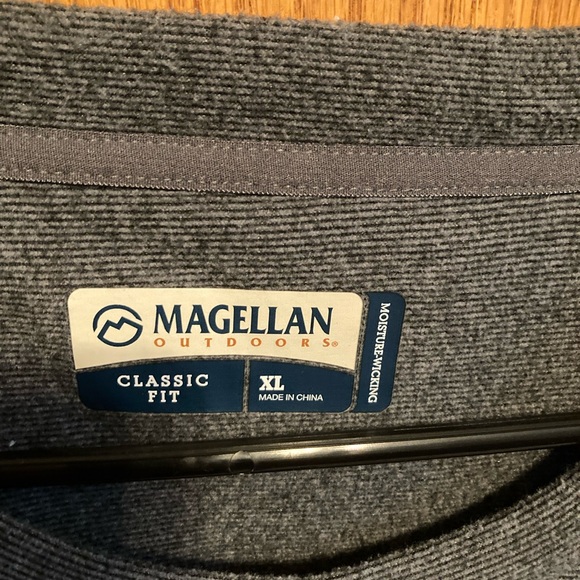 MAGELLAN
OUTDOORS®
CLASSIC
FIT
XL
MADE IN CHINA
MOISTURE-WICKING